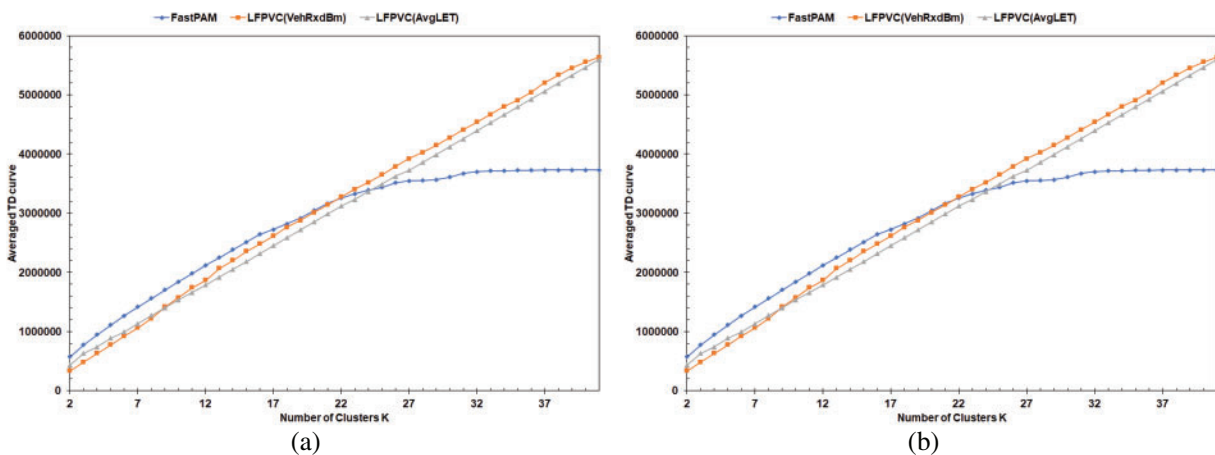 FastPAM LFPVC(VehRxdBm) LFPVC(AvgLET)
6000000
5000000
4000000
3000000
2000000
1000000
0
Averaged TD curve
2 7 12 17 22 27 32 37
Number of Clusters K
(a)
FastPAM LFPVC(VehRxdBm) LFPVC(AvgLET)
6000000
5000000
4000000
3000000
2000000
1000000
0
Averaged TD curve
2 7 12 17 22 27 32 37
Number of Clusters K
(b)